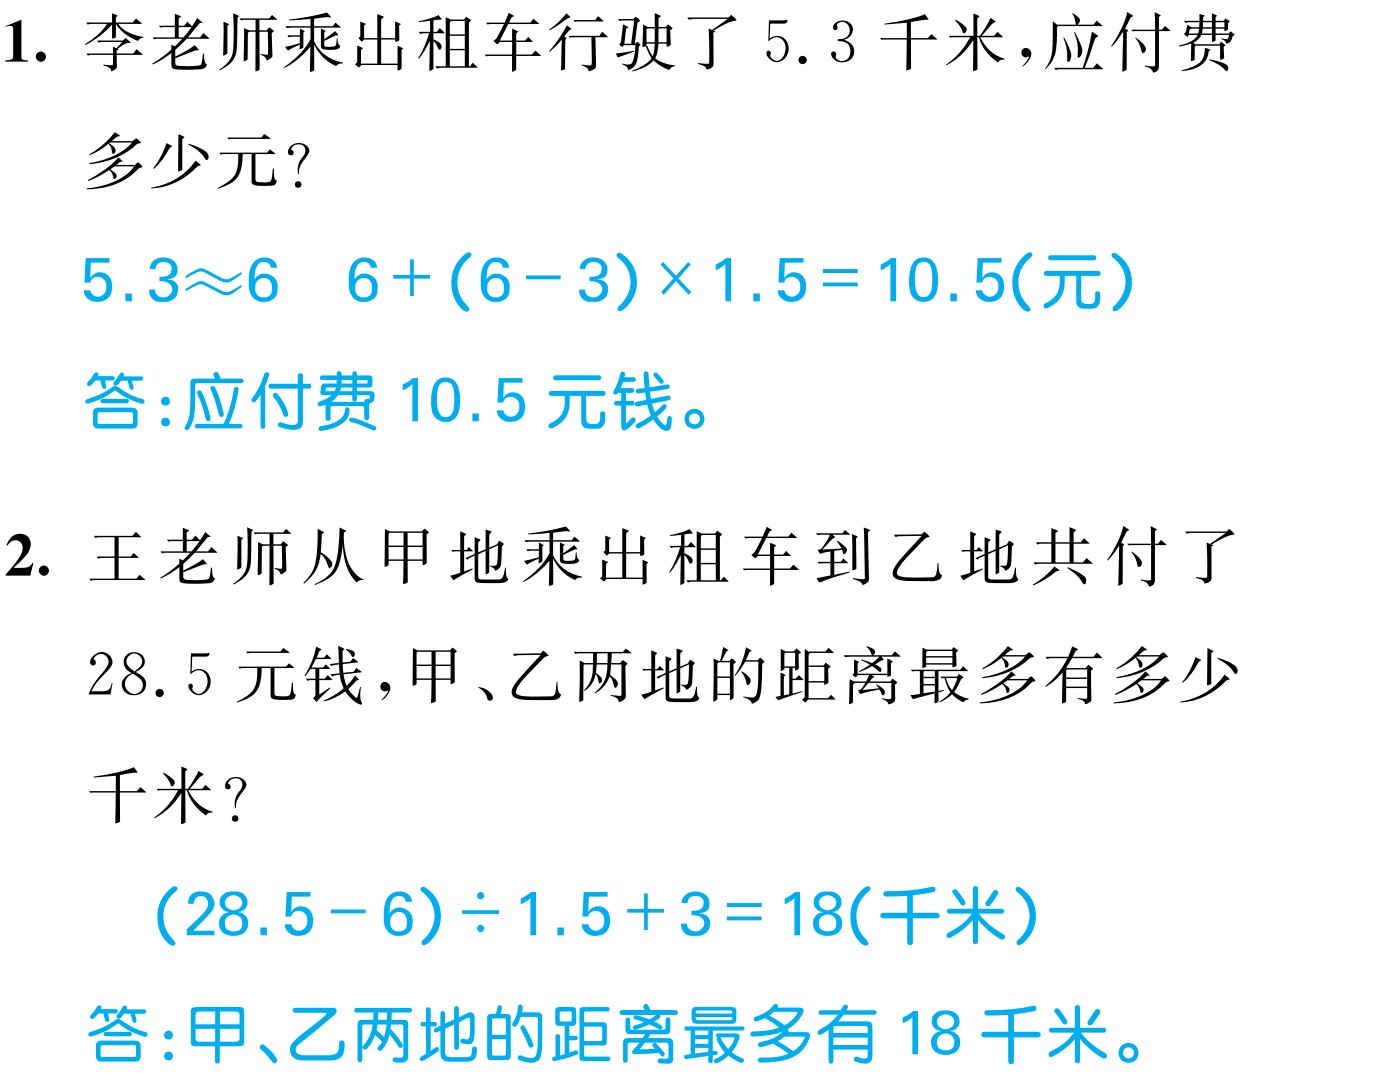 1. 李老师乘出租车行驶了 5.3 千米,应付费
多少元?
5.3≈6 6+(6-3)×1.5=10.5(元)
答:应付费 10.5 元钱。
2. 王老师从甲地乘出租车到乙地共付了
28.5 元钱,甲、乙两地的距离最多有多少
千米?
(28.5-6)÷1.5+3=18(千米)
答:甲、乙两地的距离最多有 18 千米。